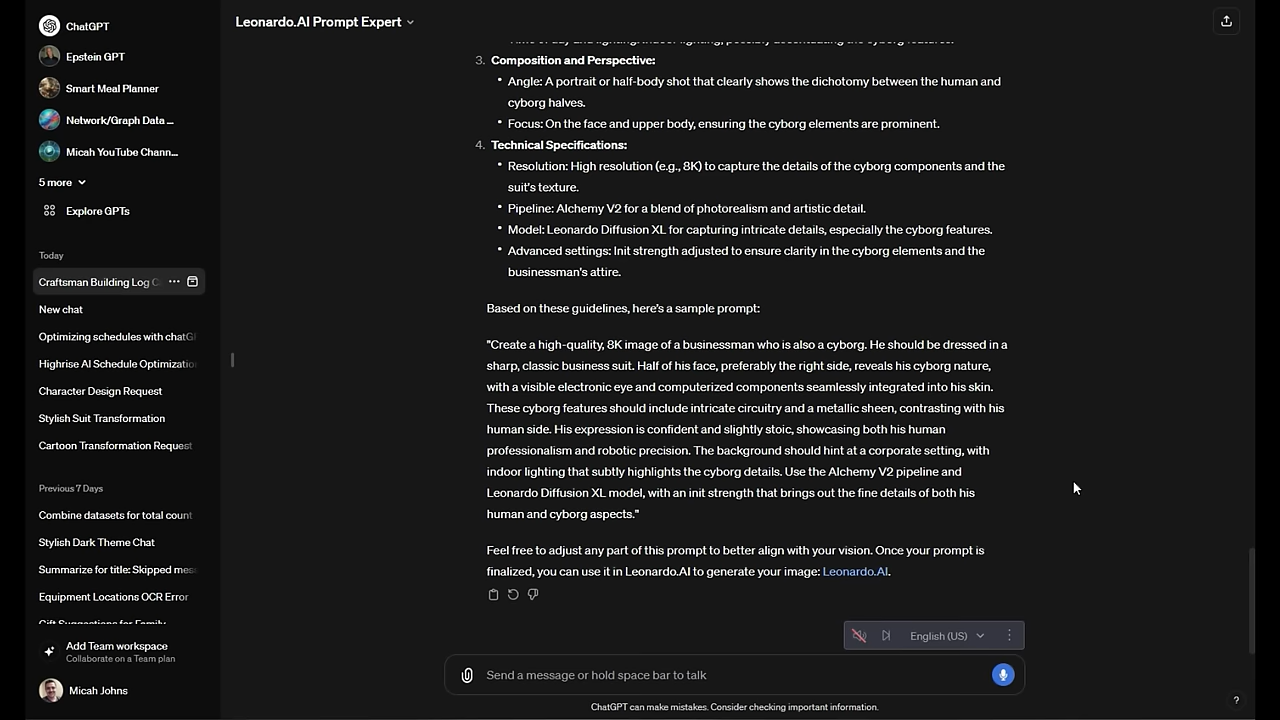 ChatGPT
Epstein GPT
Smart Meal Planner
Network/Graph Data ...
Micah YouTube Chann...
5 more
Explore GPTs
Today
Craftsman Building Log C
New chat
Optimizing schedules with chatG
Highrise AI Schedule Optimizatio
Character Design Request
Stylish Suit Transformation
Cartoon Transformation Request
Previous 7 Days
Combine datasets for total count
Stylish Dark Theme Chat
Summarize for title: Skipped mes
Equipment Locations OCR Error
Gift Suggestions for Family
Add Team workspace
Collaborate on a Team plan
Micah Johns
Leonardo.AI Prompt Expert
3. Composition and Perspective:
• Angle: A portrait or half-body shot that clearly shows the dichotomy between the human and
cyborg halves.
• Focus: On the face and upper body, ensuring the cyborg elements are prominent.
4. Technical Specifications:
• Resolution: High resolution (e.g., 8K) to capture the details of the cyborg components and the
suit's texture.
• Pipeline: Alchemy V2 for a blend of photorealism and artistic detail.
• Model: Leonardo Diffusion XL for capturing intricate details, especially the cyborg features.
• Advanced settings: Init strength adjusted to ensure clarity in the cyborg elements and the
businessman's attire.
Based on these guidelines, here's a sample prompt:
"Create a high-quality, 8K image of a businessman who is also a cyborg. He should be dressed in a
sharp, classic business suit. Half of his face, preferably the right side, reveals his cyborg nature,
with a visible electronic eye and computerized components seamlessly integrated into his skin.
These cyborg features should include intricate circuitry and a metallic sheen, contrasting with his
human side. His expression is confident and slightly stoic, showcasing both his human
professionalism and robotic precision. The background should hint at a corporate setting, with
indoor lighting that subtly highlights the cyborg details. Use the Alchemy V2 pipeline and
Leonardo Diffusion XL model, with an init strength that brings out the fine details of both his
human and cyborg aspects."
Feel free to adjust any part of this prompt to better align with your vision. Once your prompt is
finalized, you can use it in Leonardo.AI to generate your image: Leonardo.AI.
English (US)
Send a message or hold space bar to talk
ChatGPT can make mistakes. Consider checking important information.
?